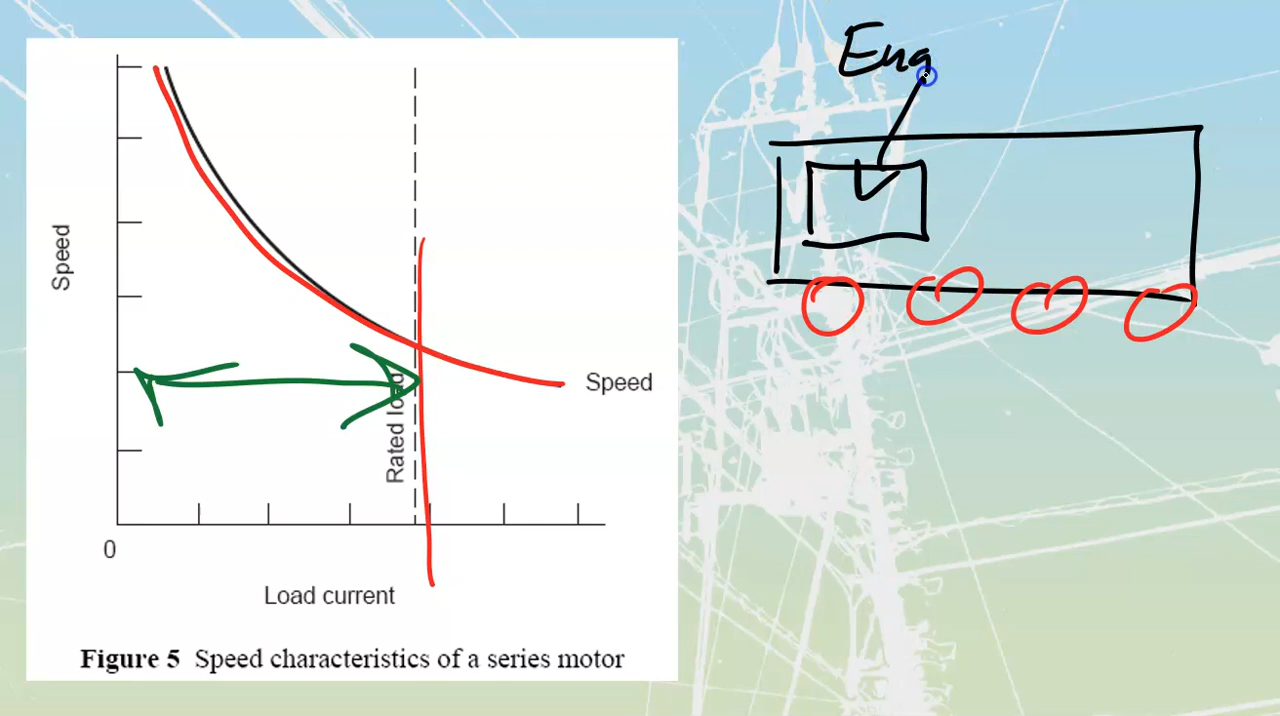 Eng
Speed
Rated load
Speed
0
Load current
Figure 5 Speed characteristics of a series motor